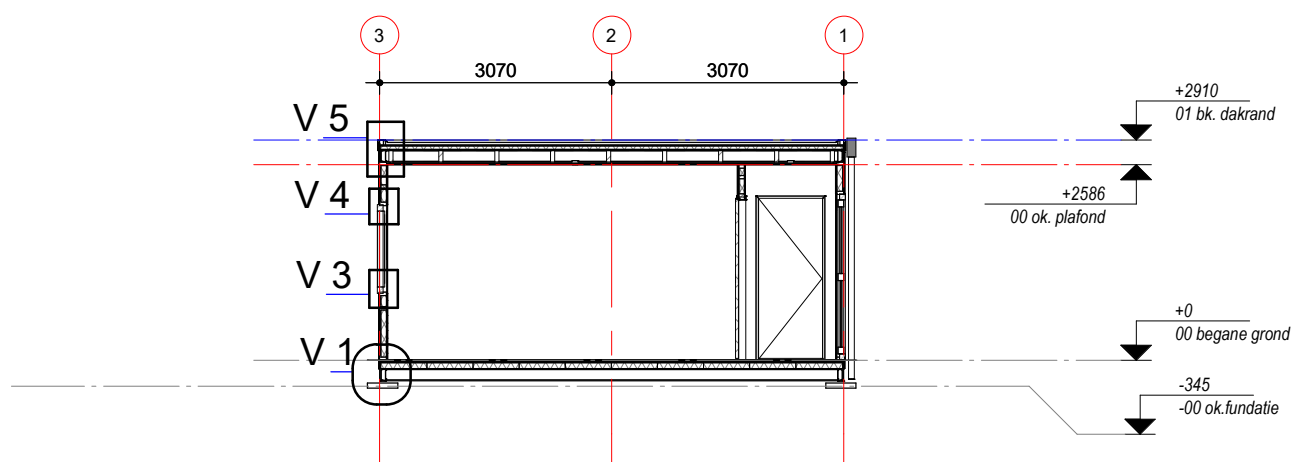 3
2
1
3070
3070
V 5
+2910
01 bk. dakrand
V 4
+2586
00 ok. plafond
V 3
+0
00 begane grond
V 1
-345
-00 ok.fundatie